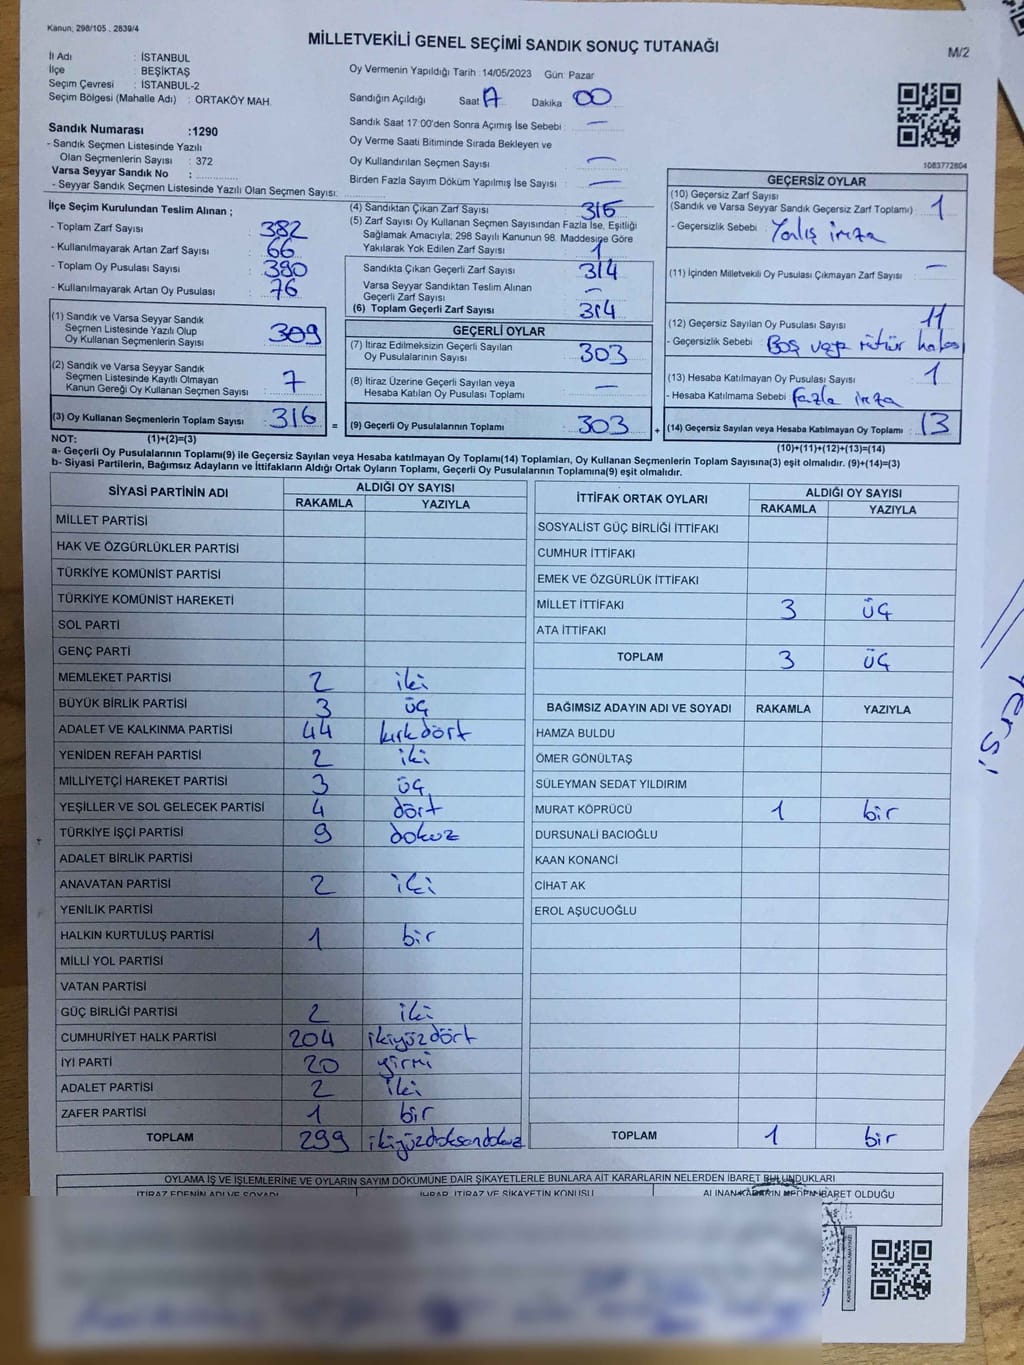 Kanun; 298/105 . 2839/4
MİLLETVEKİLİ GENEL SEÇİMİ SANDIK SONUÇ TUTANAĞI
M/2
İl Adı : İSTANBUL
İlçe : BEŞİKTAŞ
Seçim Çevresi : İSTANBUL-2
Seçim Bölgesi (Mahalle Adı) : ORTAKÖY MAH.
Sandık Numarası :1290
- Sandık Seçmen Listesinde Yazılı
Olan Seçmenlerin Sayısı : 372
Varsa Seyyar Sandık No :
- Seyyar Sandık Seçmen Listesinde Yazılı Olan Seçmen Sayısı:
Oy Vermenin Yapıldığı Tarih :14/05/2023 Gün: Pazar
Sandığın Açıldığı Saat Dakika 00
Sandık Saat 17:00'den Sonra Açımış İse Sebebi : —
Oy Verme Saati Bitiminde Sırada Bekleyen ve
Oy Kullandırılan Seçmen Sayısı —
Birden Fazla Sayım Döküm Yapılmış İse Sayısı —
1083772804
İlçe Seçim Kurulundan Teslim Alınan ;
- Toplam Zarf Sayısı : 382
- Kullanılmayarak Artan Zarf Sayısı : 66
- Toplam Oy Pusulası Sayısı : 380
- Kullanılmayarak Artan Oy Pusulası : 76
(1) Sandık ve Varsa Seyyar Sandık
Seçmen Listesinde Yazılı Olup
Oy Kullanan Seçmenlerin Sayısı : 309
(2) Sandık ve Varsa Seyyar Sandık
Seçmen Listesinde Kayıtlı Olmayan
Kanun Gereği Oy Kullanan Seçmen Sayısı : 7
(3) Oy Kullanan Seçmenlerin Toplam Sayısı : 316
(4) Sandıktan Çıkan Zarf Sayısı : 316
(5) Zarf Sayısı Oy Kullanan Seçmen Sayısından Fazla İse, Eşitliği
Sağlamak Amacıyla, 298 Sayılı Kanunun 98. Maddesine Göre
Yakılarak Yok Edilen Zarf Sayısı : 1
Sandıkta Çıkan Geçerli Zarf Sayısı : 314
Varsa Seyyar Sandıktan Teslim Alınan
Geçerli Zarf Sayısı : —
(6) Toplam Geçerli Zarf Sayısı : 314
GEÇERLİ OYLAR
(7) İtiraz Edilmeksizin Geçerli Sayılan
Oy Pusulalarının Sayısı : 303
(8) İtiraz Üzerine Geçerli Sayılan veya
Hesaba Katılan Oy Pusulası Toplamı : —
= (9) Geçerli Oy Pusulalarının Toplamı : 303
GEÇERSİZ OYLAR
(10) Geçersiz Zarf Sayısı
(Sandık ve Varsa Seyyar Sandık Geçersiz Zarf Toplamı) : 1
- Geçersizlik Sebebi : Yanlış imza
(11) İçinden Milletvekili Oy Pusulası Çıkmayan Zarf Sayısı : —
(12) Geçersiz Sayılan Oy Pusulası Sayısı : 11
- Geçersizlik Sebebi : Boş veya
(13) Hesaba Katılmayan Oy Pusulası Sayısı : 1
- Hesaba Katılmama Sebebi : fazla imza
+ (14) Geçersiz Sayılan veya Hesaba Katılmayan Oy Toplamı : 13
NOT: (1)+(2)=(3)
(10)+(11)+(12)+(13)=(14)
a- Geçerli Oy Pusulalarının Toplamı(9) ile Geçersiz Sayılan veya Hesaba katılmayan Oy Toplamı(14) Toplamları, Oy Kullanan Seçmenlerin Toplam Sayısına(3) eşit olmalıdır. (9)+(14)=(3)
b- Siyasi Partilerin, Bağımsız Adayların ve İttifakların Aldığı Ortak Oyların Toplamı, Geçerli Oy Pusulalarının Toplamına(9) eşit olmalıdır.
SİYASİ PARTİNİN ADI ALDIĞI OY SAYISI
RAKAMLA YAZIYLA
MİLLET PARTİSİ
HAK VE ÖZGÜRLÜKLER PARTİSİ
TÜRKİYE KOMÜNİST PARTİSİ
TÜRKİYE KOMÜNİST HAREKETİ
SOL PARTİ
GENÇ PARTİ
MEMLEKET PARTİSİ 2 iki
BÜYÜK BİRLİK PARTİSİ 3 üç
ADALET VE KALKINMA PARTİSİ 44 kırkdört
YENİDEN REFAH PARTİSİ 2 iki
MİLLİYETÇİ HAREKET PARTİSİ 3 üç
YEŞİLLER VE SOL GELECEK PARTİSİ 4 dört
TÜRKİYE İŞÇİ PARTİSİ 9 dokuz
ADALET BİRLİK PARTİSİ
ANAVATAN PARTİSİ 2 iki
YENİLİK PARTİSİ
HALKIN KURTULUŞ PARTİSİ 1 bir
MİLLİ YOL PARTİSİ
VATAN PARTİSİ
GÜÇ BİRLİĞİ PARTİSİ 2 iki
CUMHURİYET HALK PARTİSİ 204 ikiyüzdört
İYİ PARTİ 20 yirmi
ADALET PARTİSİ 2 iki
ZAFER PARTİSİ 1 bir
TOPLAM 299 ikiyüzdoksandokuz
İTTİFAK ORTAK OYLARI ALDIĞI OY SAYISI
RAKAMLA YAZIYLA
SOSYALİST GÜÇ BİRLİĞİ İTTİFAKI
CUMHUR İTTİFAKI
EMEK VE ÖZGÜRLÜK İTTİFAKI
MİLLET İTTİFAKI 3 üç
ATA İTTİFAKI
TOPLAM 3 üç
BAĞIMSIZ ADAYIN ADI VE SOYADI RAKAMLA YAZIYLA
HAMZA BULDU
ÖMER GÖNÜLTAŞ
SÜLEYMAN SEDAT YILDIRIM
MURAT KÖPRÜCÜ 1 bir
DURSUNALİ BACIOĞLU
KAAN KONANCİ
CİHAT AK
EROL AŞUCUOĞLU
TOPLAM 1 bir
OYLAMA İŞ VE İŞLEMLERİNE VE OYLARIN SAYIM DÖKÜMÜNE DAİR ŞİKAYETLERLE BUNLARA AİT KARARLARIN NELERDEN İBARET BULUNDUKLARI
İTİRAZ EDENİN ADI VE SOYADI İHBAR, İTİRAZ VE ŞİKAYETİN KONUSU ALINAN KARARIN NEDEN İBARET OLDUĞU